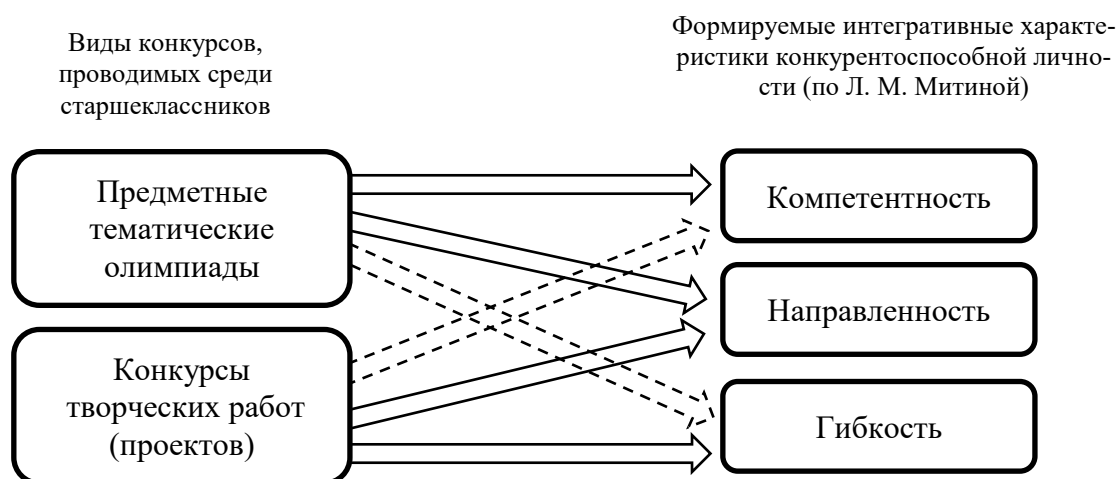 Виды конкурсов,
проводимых среди
старшеклассников
Формируемые интегративные характе-
ристики конкурентоспособной лично-
сти (по Л. М. Митиной)
Предметные
тематические
олимпиады
Конкурсы
творческих работ
(проектов)
Компетентность
Направленность
Гибкость